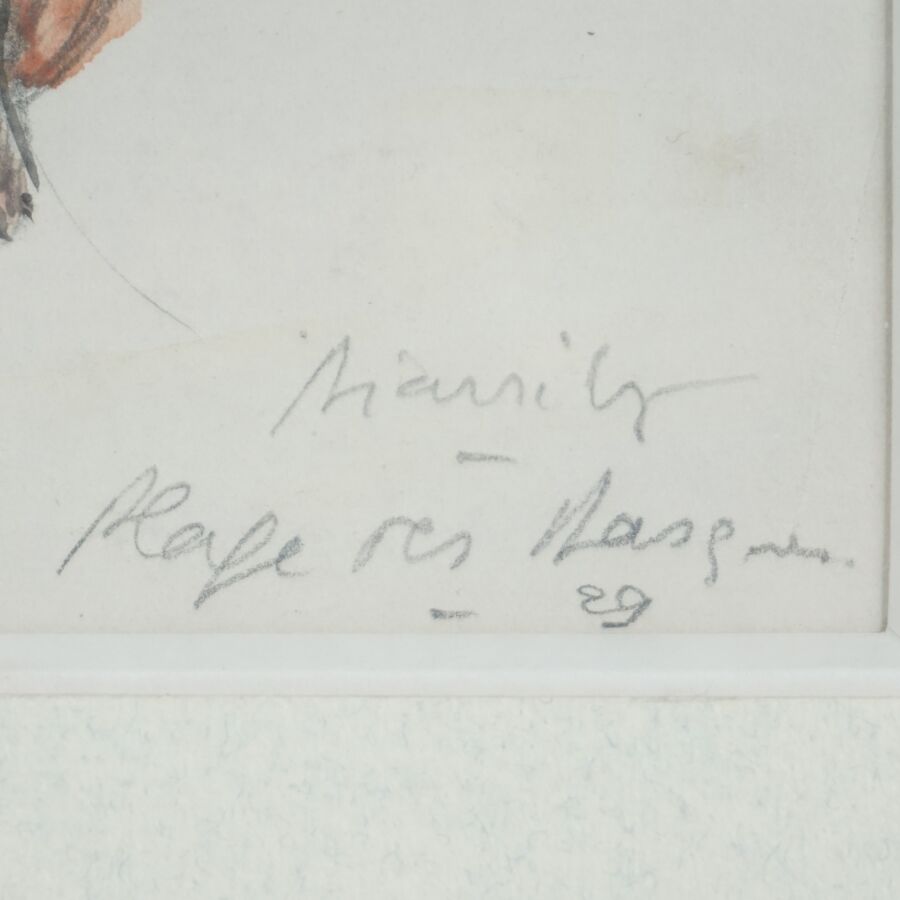 Biarritz
Plage des Basques.
29